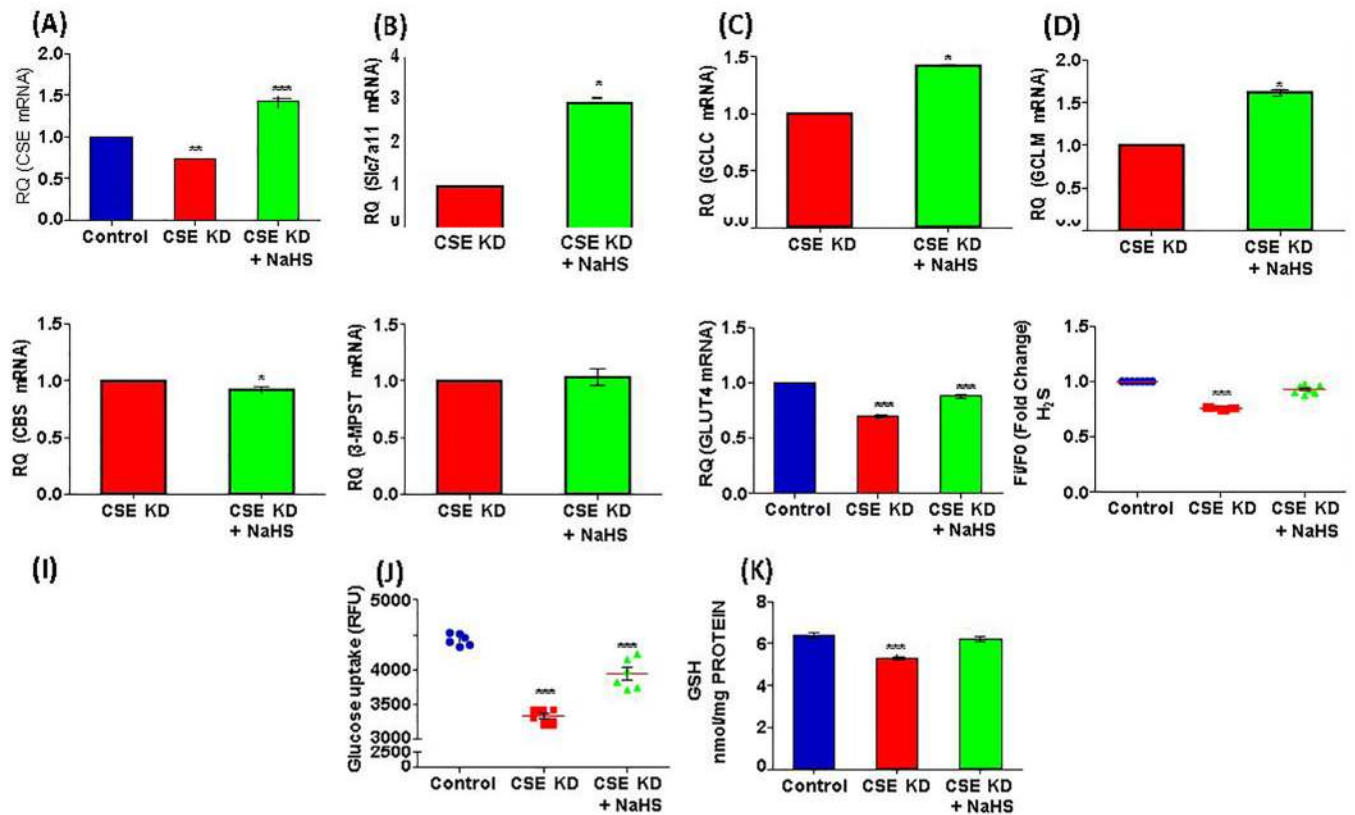 (A)
RQ (CSE mRNA)
2.0
1.5
1.0
0.5
0.0
**
***
Control
CSE KD
CSE KD
+ NaHS
(B)
RQ (Slc7a11 mRNA)
4
3
2
1
0
*
CSE KD
CSE KD
+ NaHS
(C)
RQ (GCLC mRNA)
1.5
1.0
0.5
0.0
*
CSE KD
CSE KD
+ NaHS
(D)
RQ (GCLM mRNA)
2.0
1.5
1.0
0.5
0.0
*
CSE KD
CSE KD
+ NaHS
RQ (CBS mRNA)
1.5
1.0
0.5
0.0
*
CSE KD
CSE KD
+ NaHS
RQ (3-MPST mRNA)
1.5
1.0
0.5
0.0
CSE KD
CSE KD
+ NaHS
RQ (GLUT4 mRNA)
1.5
1.0
0.5
0.0
***
***
Control
CSE KD
CSE KD
+ NaHS
Fi/F0 (Fold Change)
H₂S
1.5
1.0
0.5
0.0
***
Control
CSE KD
CSE KD
+ NaHS
(I)
(J)
Glucose uptake (RFU)
5000
4500
4000
3500
3000
2500
0
***
***
Control
CSE KD
CSE KD
+ NaHS
(K)
GSH
nmol/mg PROTEIN
8
6
4
2
0
***
Control
CSE KD
CSE KD
+ NaHS